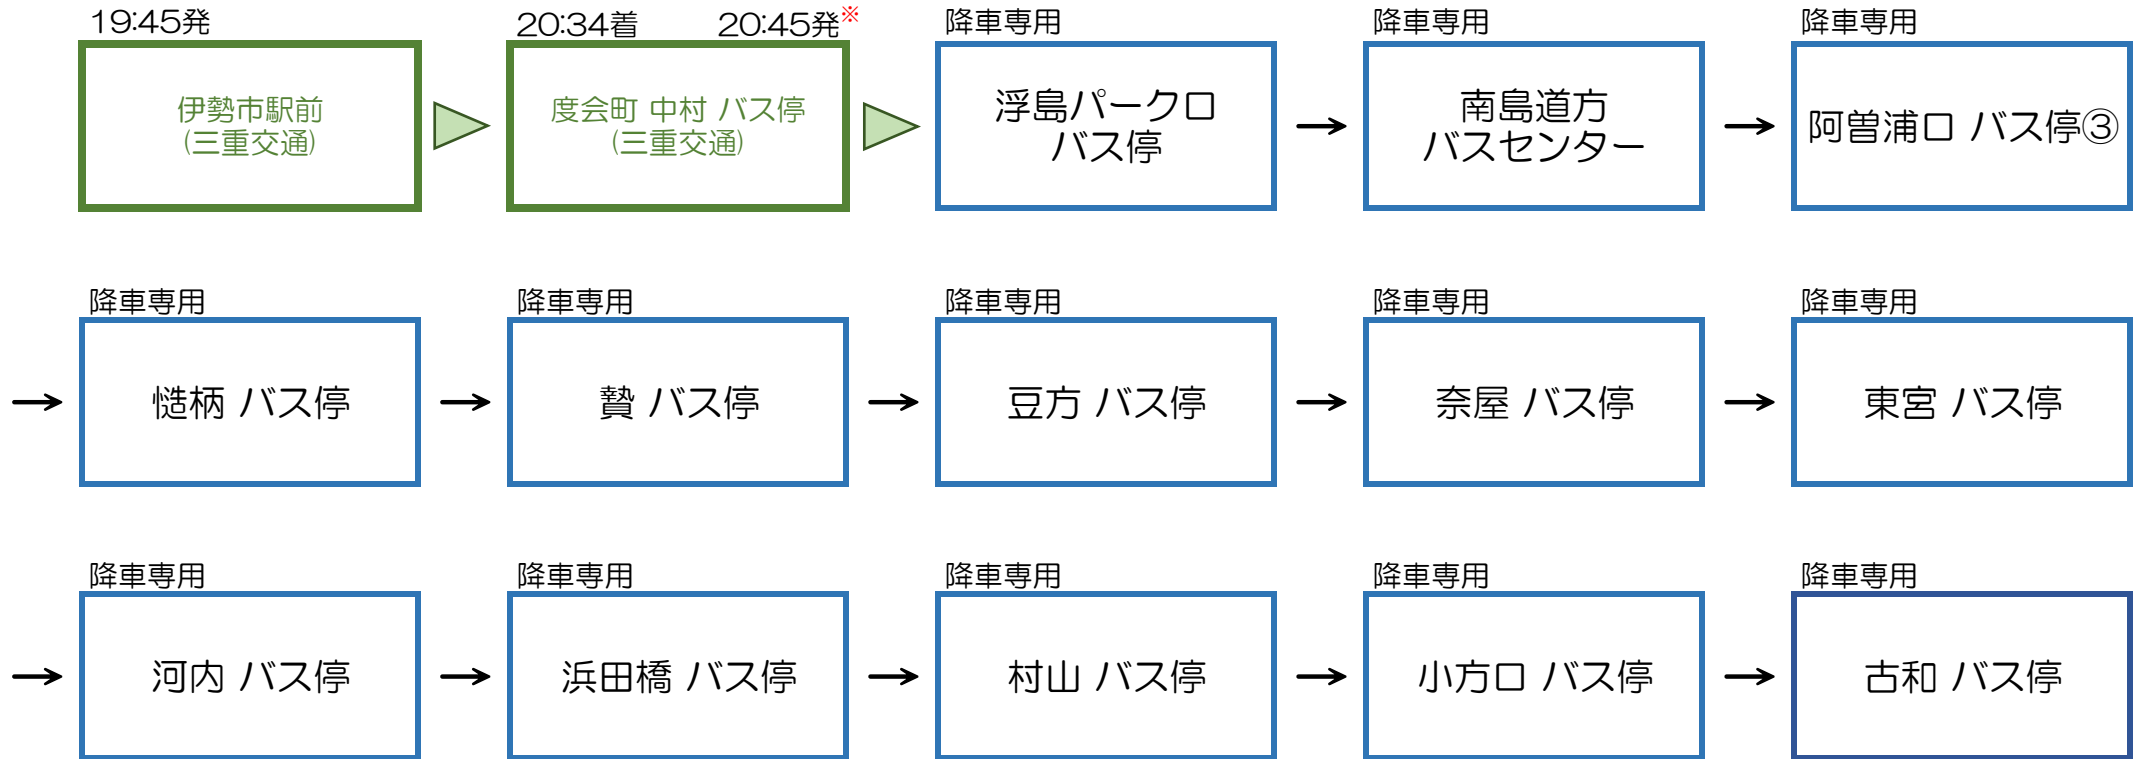 19:45発
伊勢市駅前
(三重交通)
20:34着 20:45発※
度会町 中村 バス停
(三重交通)
降車専用
浮島パーク口
バス停
降車専用
南島道方
バスセンター
降車専用
阿曽浦口 バス停③
降車専用
慥柄 バス停
降車専用
贄 バス停
降車専用
豆方 バス停
降車専用
奈屋 バス停
降車専用
東宮 バス停
降車専用
河内 バス停
降車専用
浜田橋 バス停
降車専用
村山 バス停
降車専用
小方口 バス停
降車専用
古和 バス停